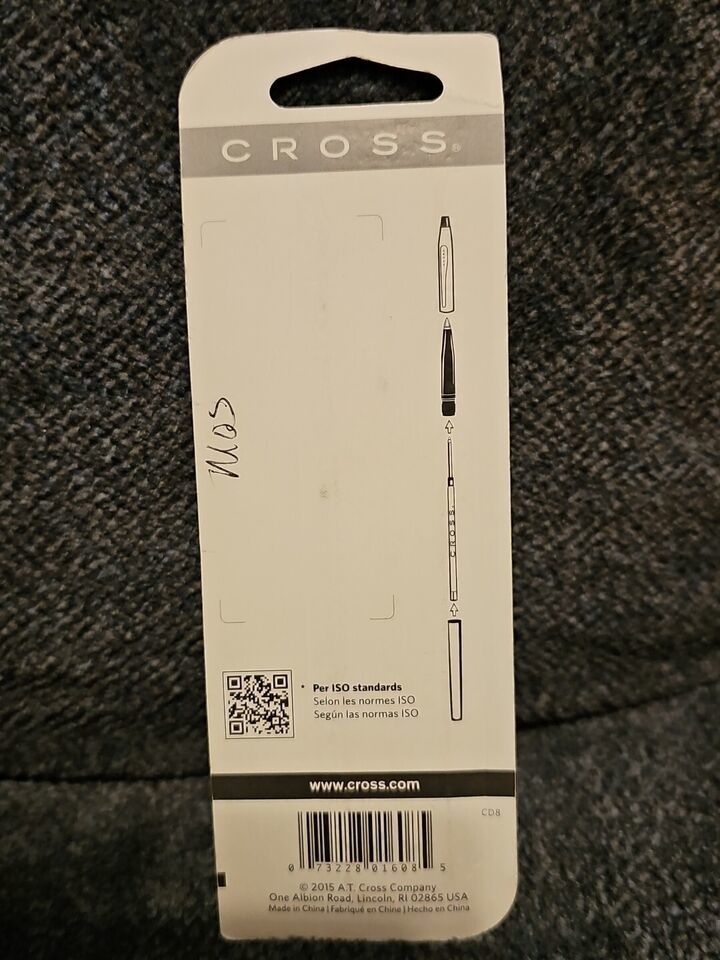 CROSS®
CROSS
* Per ISO standards
Selon les normes ISO
Según las normas ISO
www.cross.com
CD8
0 73228 01608 5
© 2015 A.T. Cross Company
One Albion Road, Lincoln, RI 02865 USA
Made in China | Fabriqué en Chine | Hecho en China